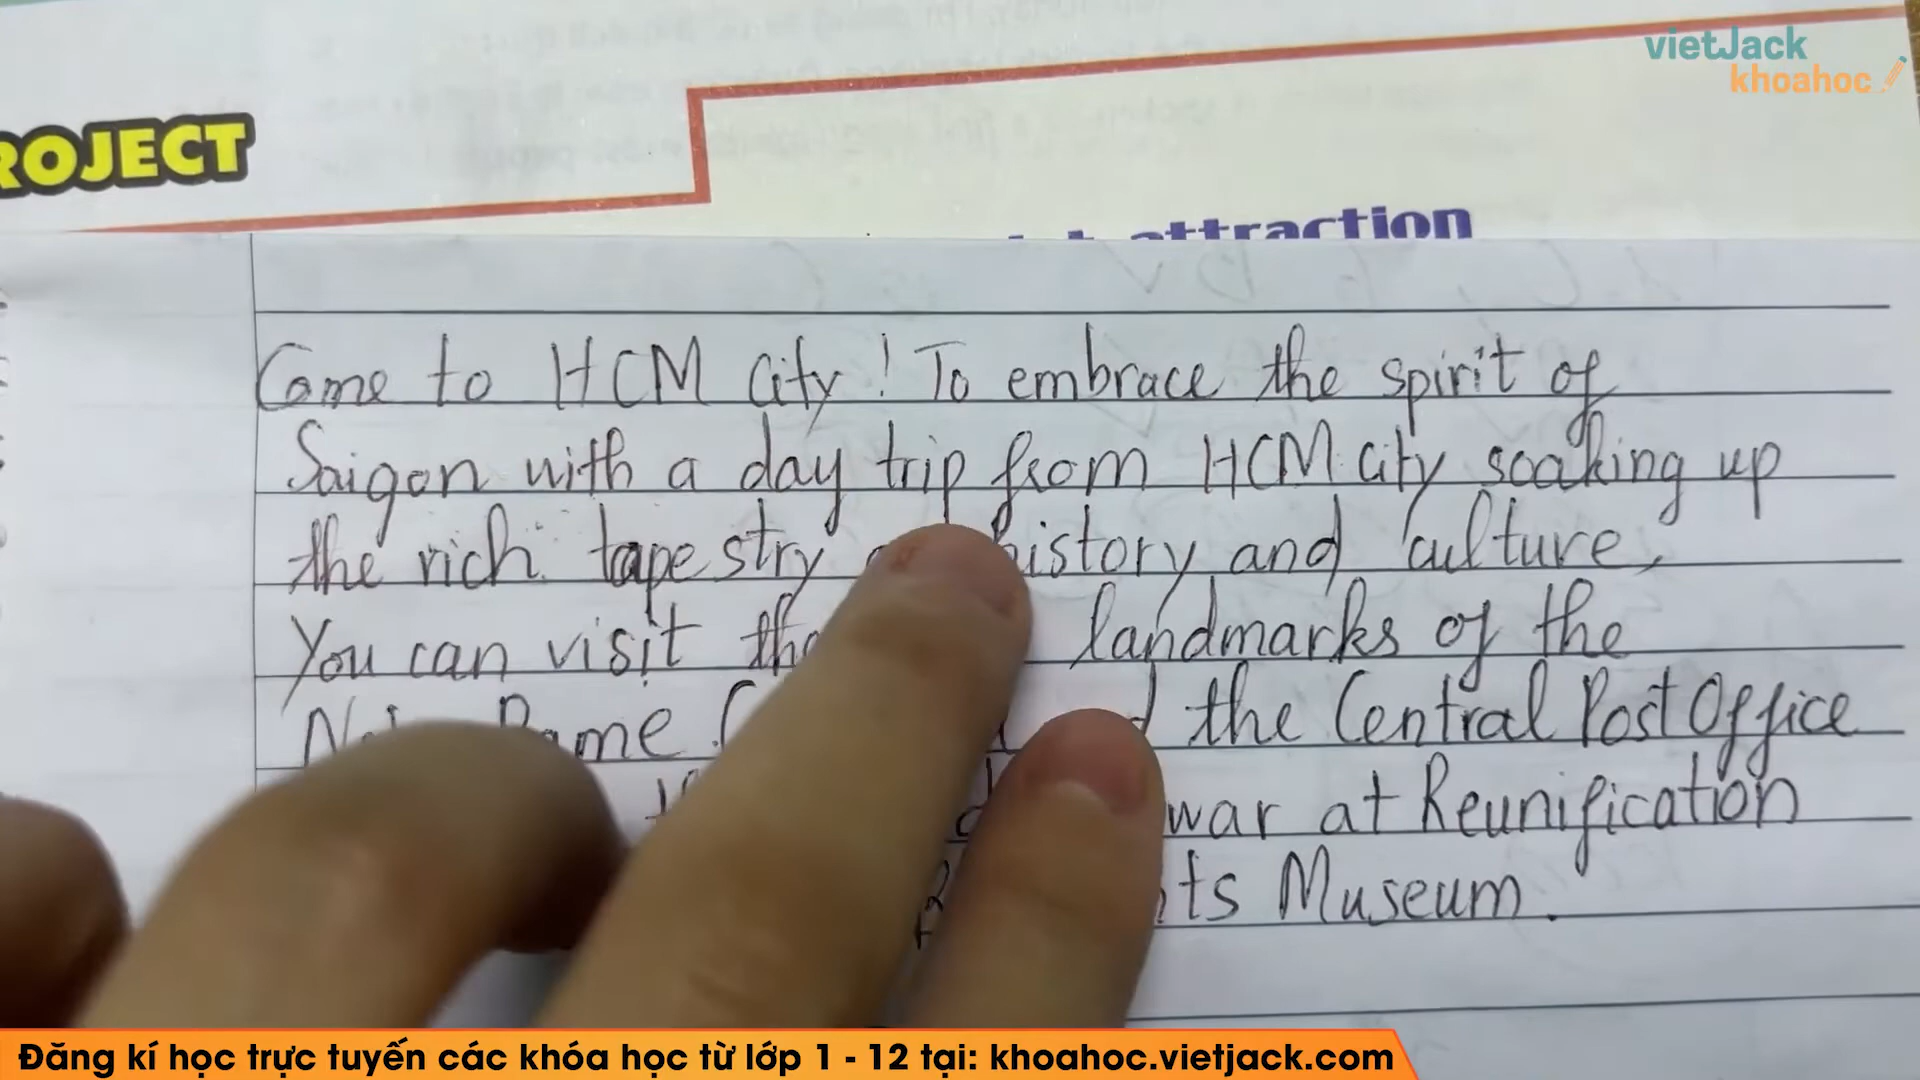 vietJack
khoahoc
ROJECT
attraction
Come to HCM City! To embrace the spirit of
Saigon with a day trip from HCM City soaking up
the rich tapestry history and culture,
You can visit the landmarks of the
the Central Post Office
war at Reunification
Museum.
Đăng kí học trực tuyến các khóa học từ lớp 1 - 12 tại: khoahoc.vietjack.com